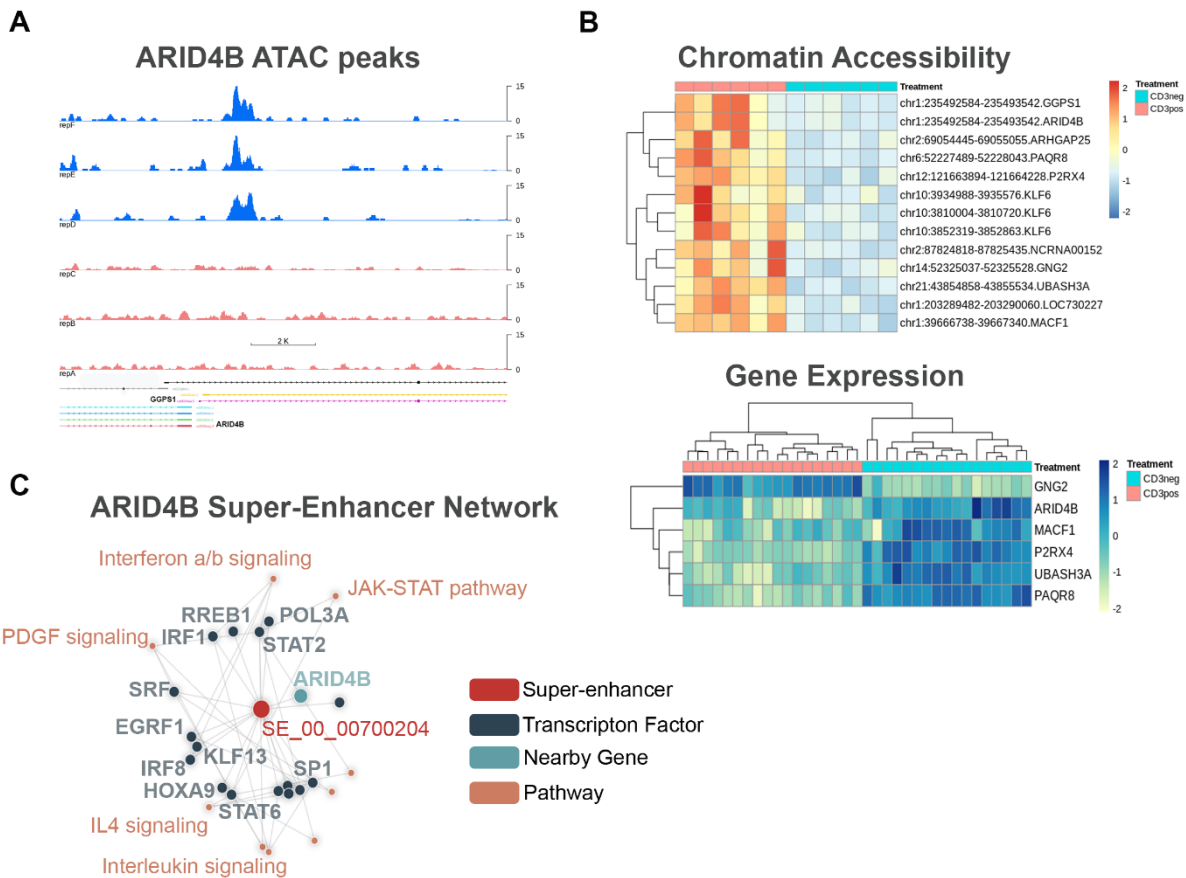 A
ARID4B ATAC peaks
15
0
repF
15
0
repE
15
0
repD
15
0
repC
15
0
repB
15
2 K
0
repA
GGPS1
ARID4B
B
Chromatin Accessibility
chr1:235492584-235493542.GGPS1
chr1:235492584-235493542.ARID4B
chr2:69054445-69055055.ARHGAP25
chr6:52227489-52228043.PAQR8
chr12:121663894-121664228.P2RX4
chr10:3934988-3935576.KLF6
chr10:3810004-3810720.KLF6
chr10:3852319-3852863.KLF6
chr2:87824818-87825435.NCRNA00152
chr14:52325037-52325528.GNG2
chr21:43854858-43855534.UBASH3A
chr1:203289482-203290060.LOC730227
chr1:39666738-39667340.MACF1
Treatment
2
1
0
-1
-2
Treatment
CD3neg
CD3pos
Gene Expression
Treatment
GNG2
ARID4B
MACF1
P2RX4
UBASH3A
PAQR8
2
1
0
-1
-2
Treatment
CD3neg
CD3pos
C
ARID4B Super-Enhancer Network
Interferon a/b signaling
JAK-STAT pathway
RREB1
POL3A
PDGF signaling
IRF1
STAT2
ARID4B
SRF
SE_00_00700204
EGRF1
KLF13
IRF8
SP1
HOXA9
STAT6
IL4 signaling
Interleukin signaling
Super-enhancer
Transcripton Factor
Nearby Gene
Pathway